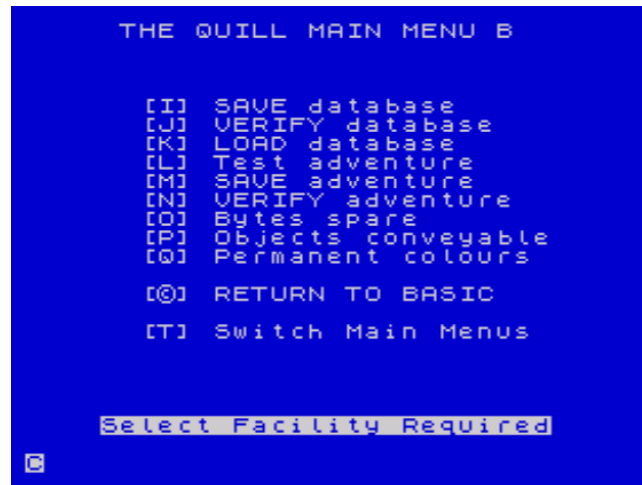 THE QUILL MAIN MENU B
[I] SAVE database
[J] VERIFY database
[K] LOAD database
[L] Test adventure
[M] SAVE adventure
[N] VERIFY adventure
[O] Bytes spare
[P] Objects conveyable
[Q] Permanent colours
[©] RETURN TO BASIC
[T] Switch Main Menus
Select Facility Required
C